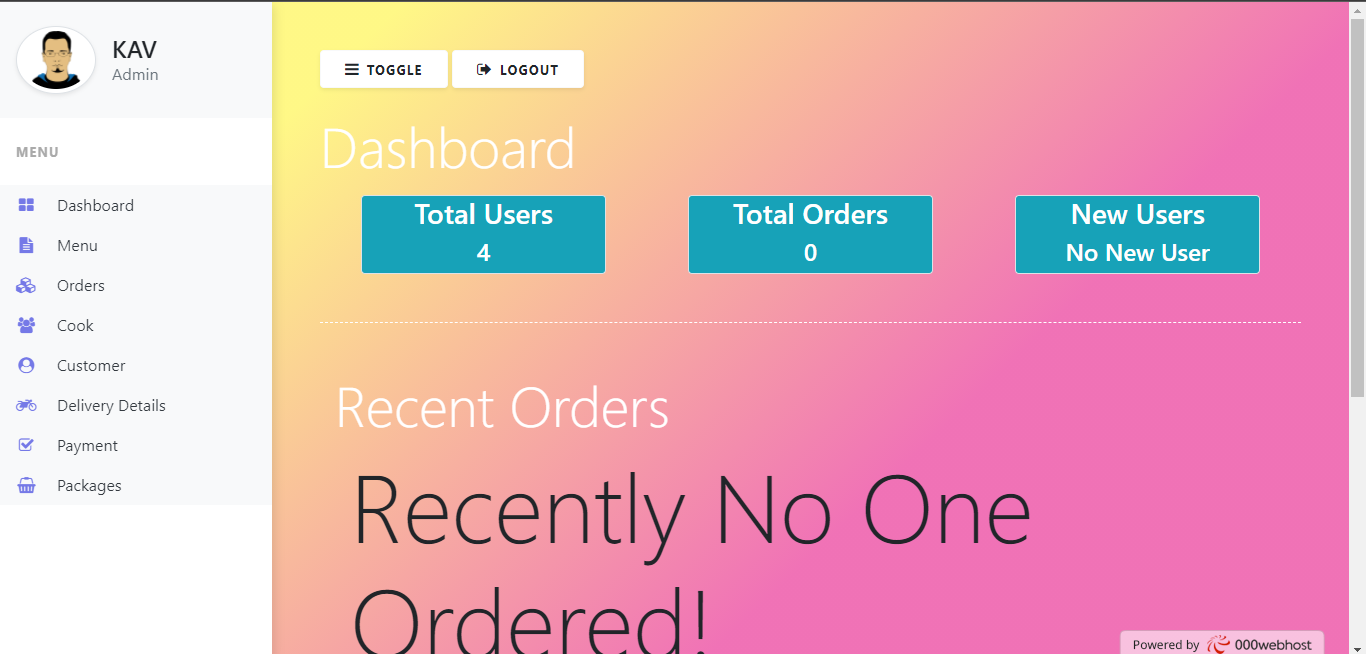 KAV
Admin
MENU
Dashboard
Menu
Orders
Cook
Customer
Delivery Details
Payment
Packages
TOGGLE
LOGOUT
Dashboard
Total Users
4
Total Orders
0
New Users
No New User
Recent Orders
Recently No One
Ordered!
Powered by 000webhost